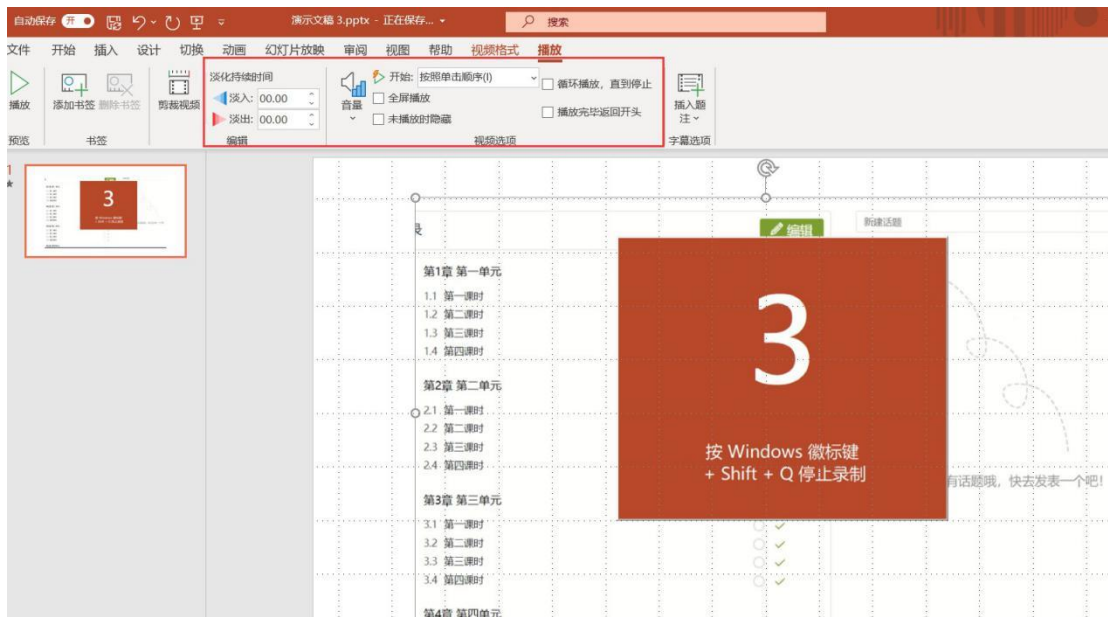 自动保存 开 演示文稿 3.pptx - 正在保存... 搜索
文件 开始 插入 设计 切换 动画 幻灯片放映 审阅 视图 帮助 视频格式 播放
淡化持续时间 开始: 按照单击顺序(I) 循环播放，直到停止
淡入: 00.00 全屏播放
播放 添加书签 删除书签 剪裁视频 音量 插入题注
淡出: 00.00 未播放时隐藏 播放完毕返回开头
预览 书签 编辑 视频选项 字幕选项
1
3
编辑 新建话题
第1章 第一单元
1.1 第一课时
1.2 第二课时
1.3 第三课时
1.4 第四课时
第2章 第二单元
2.1 第一课时
2.2 第二课时
2.3 第三课时
2.4 第四课时
第3章 第三单元
3.1 第一课时
3.2 第二课时
3.3 第三课时
3.4 第四课时
第4章 第四单元
3
按 Windows 徽标键
+ Shift + Q 停止录制
有话题哦，快去发表一个吧!